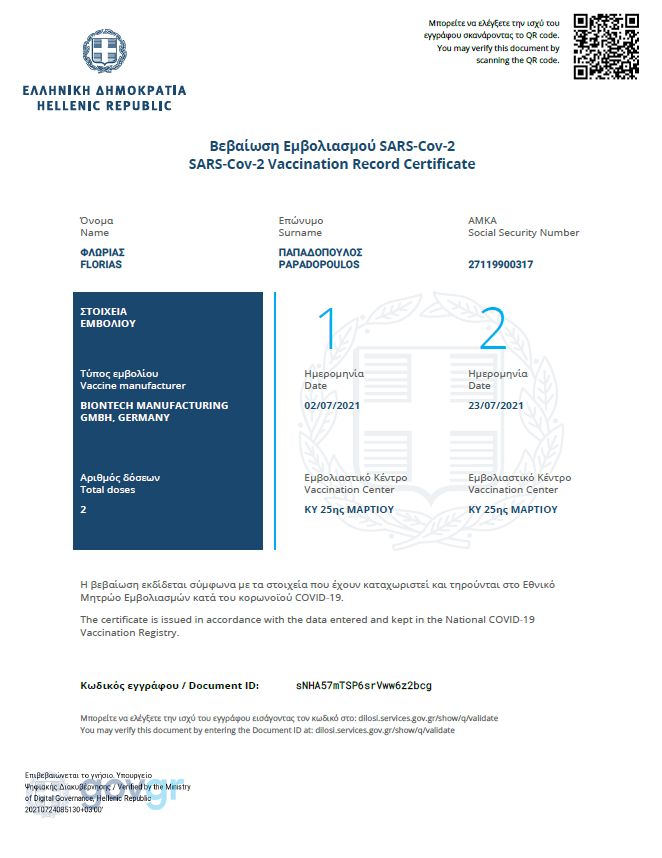 Μπορείτε να ελέγξετε την ισχύ του
εγγράφου σκανάροντας το QR code.
You may verify this document by
scanning the QR code.
ΕΛΛΗΝΙΚΗ ΔΗΜΟΚΡΑΤΙΑ
HELLENIC REPUBLIC
Βεβαίωση Εμβολιασμού SARS-Cov-2
SARS-Cov-2 Vaccination Record Certificate
Όνομα
Name
ΦΛΩΡΙΑΣ
FLORIAS
Επώνυμο
Surname
ΠΑΠΑΔΟΠΟΥΛΟΣ
PAPADOPOULOS
ΑΜΚΑ
Social Security Number
27119900317
ΣΤΟΙΧΕΙΑ
ΕΜΒΟΛΙΟΥ
1
2
Τύπος εμβολίου
Vaccine manufacturer
BIONTECH MANUFACTURING
GMBH, GERMANY
Ημερομηνία
Date
02/07/2021
Ημερομηνία
Date
23/07/2021
Αριθμός δόσεων
Total doses
2
Εμβολιαστικό Κέντρο
Vaccination Center
ΚΥ 25ης ΜΑΡΤΙΟΥ
Εμβολιαστικό Κέντρο
Vaccination Center
ΚΥ 25ης ΜΑΡΤΙΟΥ
Η βεβαίωση εκδίδεται σύμφωνα με τα στοιχεία που έχουν καταχωριστεί και τηρούνται στο Εθνικό
Μητρώο Εμβολιασμών κατά του κορωνοϊού COVID-19.
The certificate is issued in accordance with the data entered and kept in the National COVID-19
Vaccination Registry.
Κωδικός εγγράφου / Document ID: sNHA57mTSP6srVww6z2bcg
Μπορείτε να ελέγξετε την ισχύ του εγγράφου εισάγοντας τον κωδικό στο: dilosi.services.gov.gr/show/q/validate
You may verify this document by entering the Document ID at: dilosi.services.gov.gr/show/q/validate
govgr
Επιβεβαιώνεται το γνήσιο. Υπουργείο
Ψηφιακής Διακυβέρνησης / Verified by the Ministry
of Digital Governance, Hellenic Republic
20210724085130+03'00'